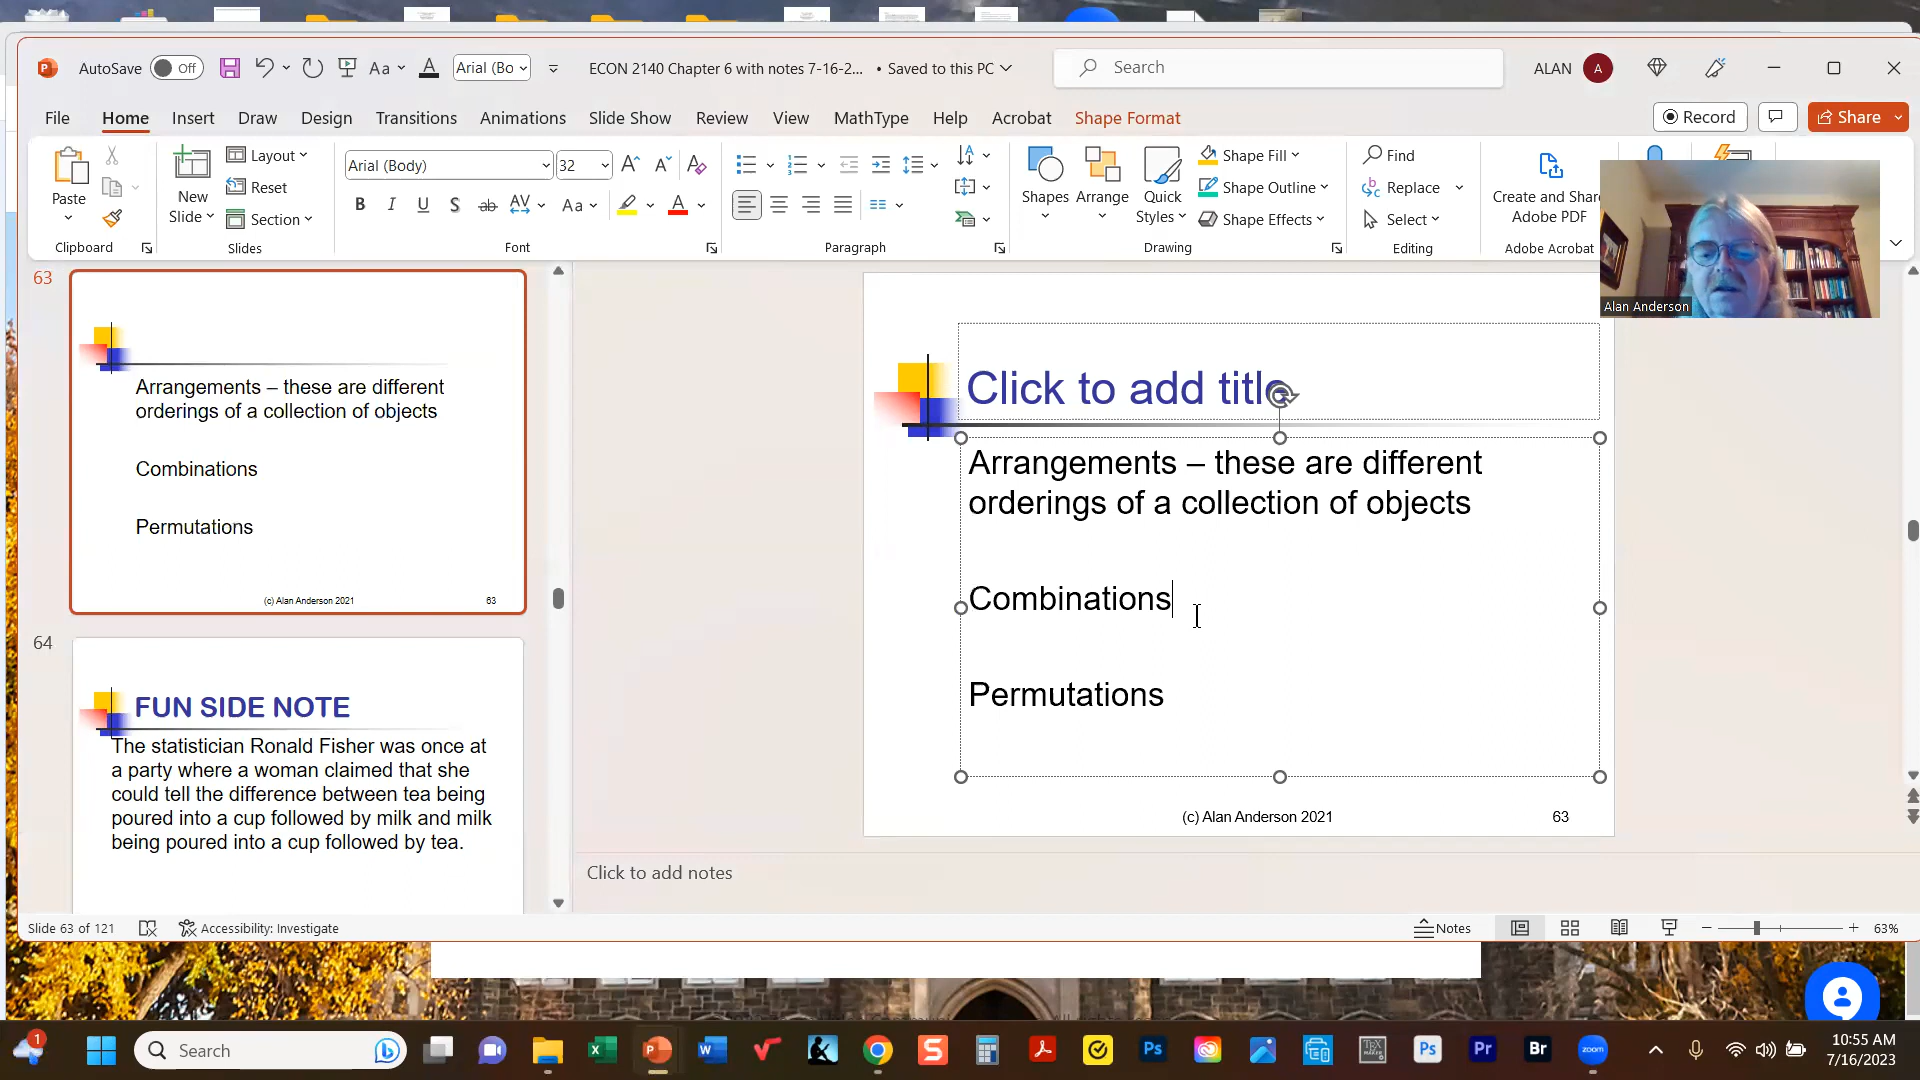 AutoSave Off Aa A Arial (Bo ECON 2140 Chapter 6 with notes 7-16-2... • Saved to this PC Search ALAN A
File Home Insert Draw Design Transitions Animations Slide Show Review View MathType Help Acrobat Shape Format Record Share
Paste
New
Slide
Layout
Reset
Section
Arial (Body) 32
B I U S ab AV Aa A
Shapes
Arrange
Quick
Styles
Shape Fill
Shape Outline
Shape Effects
Find
Replace
Select
Create and Share
Adobe PDF
Clipboard Slides Font Paragraph Drawing Editing Adobe Acrobat
Alan Anderson
63
Arrangements – these are different
orderings of a collection of objects
Combinations
Permutations
(c) Alan Anderson 2021 63
64
FUN SIDE NOTE
The statistician Ronald Fisher was once at
a party where a woman claimed that she
could tell the difference between tea being
poured into a cup followed by milk and milk
being poured into a cup followed by tea.
Click to add title
Arrangements – these are different
orderings of a collection of objects
Combinations
Permutations
(c) Alan Anderson 2021 63
Click to add notes
Slide 63 of 121 Accessibility: Investigate Notes 63%
1 Search 10:55 AM
7/16/2023